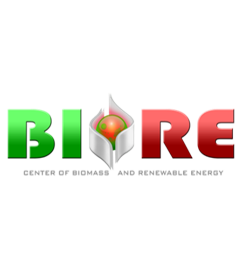 BIORE
CENTER OF BIOMASS AND RENEWABLE ENERGY